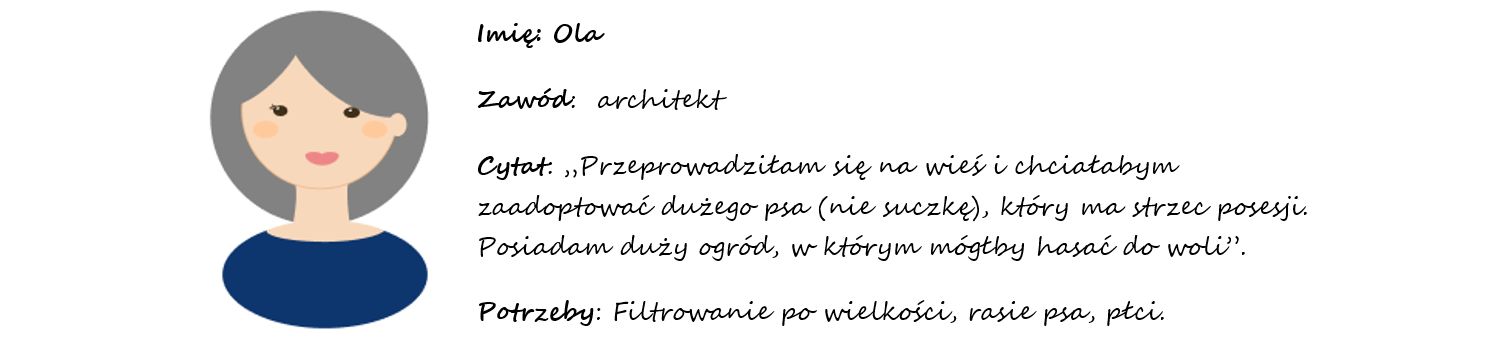 Imię: Ola
Zawód: architekt
Cytat: ,,Przeprowadziłam się na wieś i chciałabym
zaadoptować dużego psa (nie suczkę), który ma strzec posesji.
Posiadam duży ogród, w którym mógłby hasać do woli”.
Potrzeby: Filtrowanie po wielkości, rasie psa, płci.